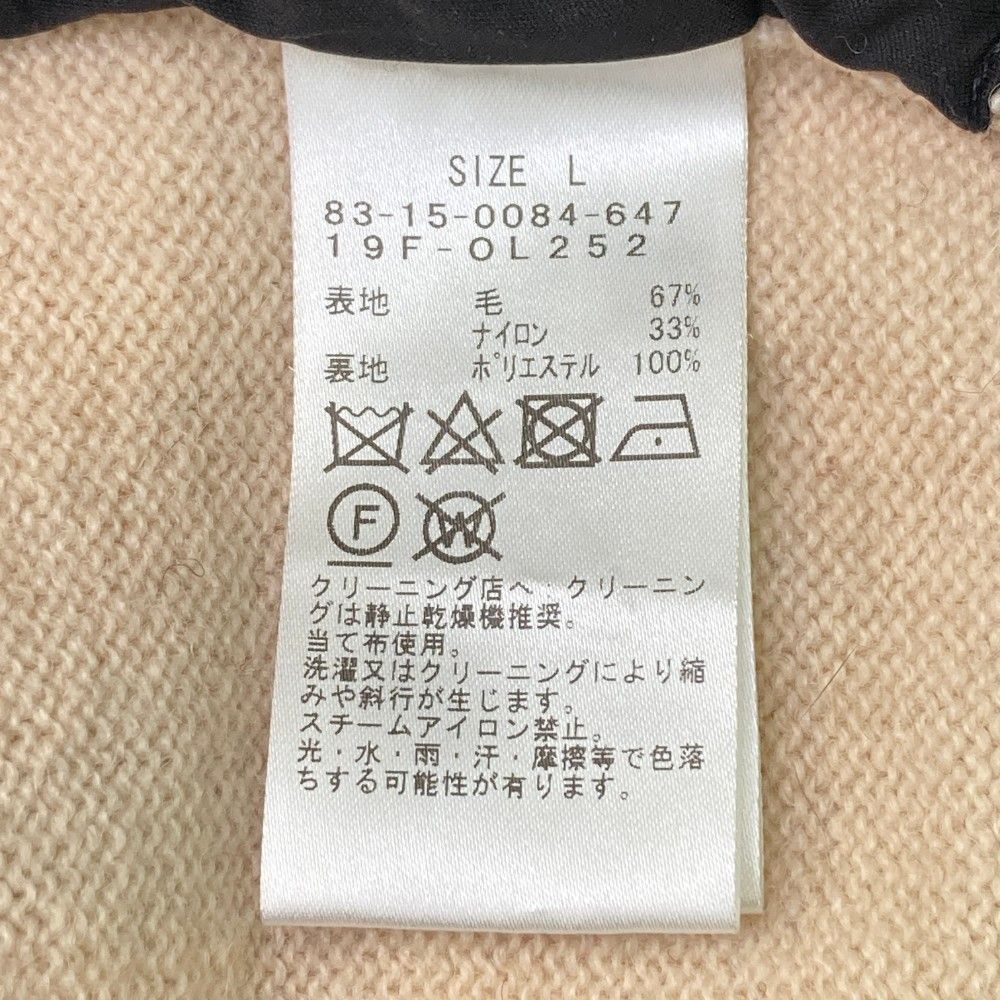 SIZE L
83-15-0084-647
19F-OL252
表地 毛 67%
ナイロン 33%
裏地 ポリエステル 100%
F
W
クリーニング店へ・クリーニン
グは静止乾燥機推奨。
当て布使用。
洗濯又はクリーニングにより縮
みや斜行が生じます。
スチームアイロン禁止。
光・水・雨・汗・摩擦等で色落
ちする可能性が有ります。